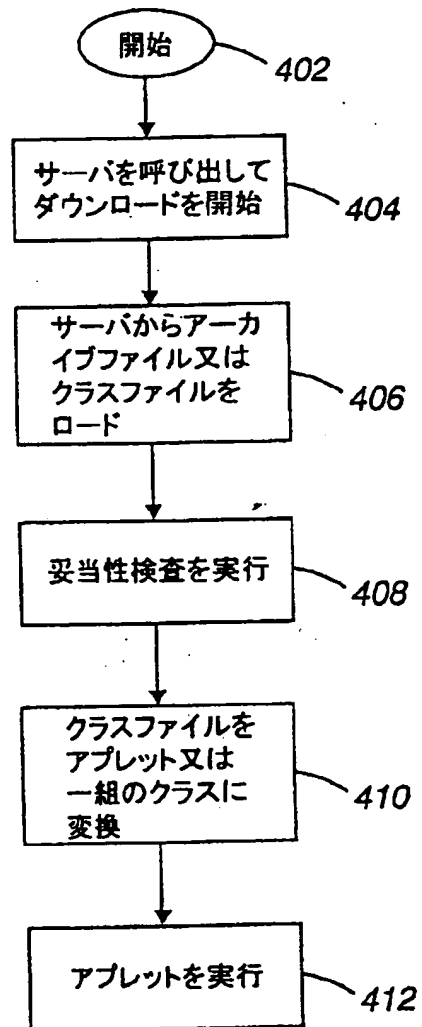 開始
402
サーバを呼び出して
ダウンロードを開始
404
サーバからアーカ
イブファイル又は
クラスファイルを
ロード
406
妥当性検査を実行
408
クラスファイルを
アプレット又は
一組のクラスに
変換
410
アプレットを実行
412